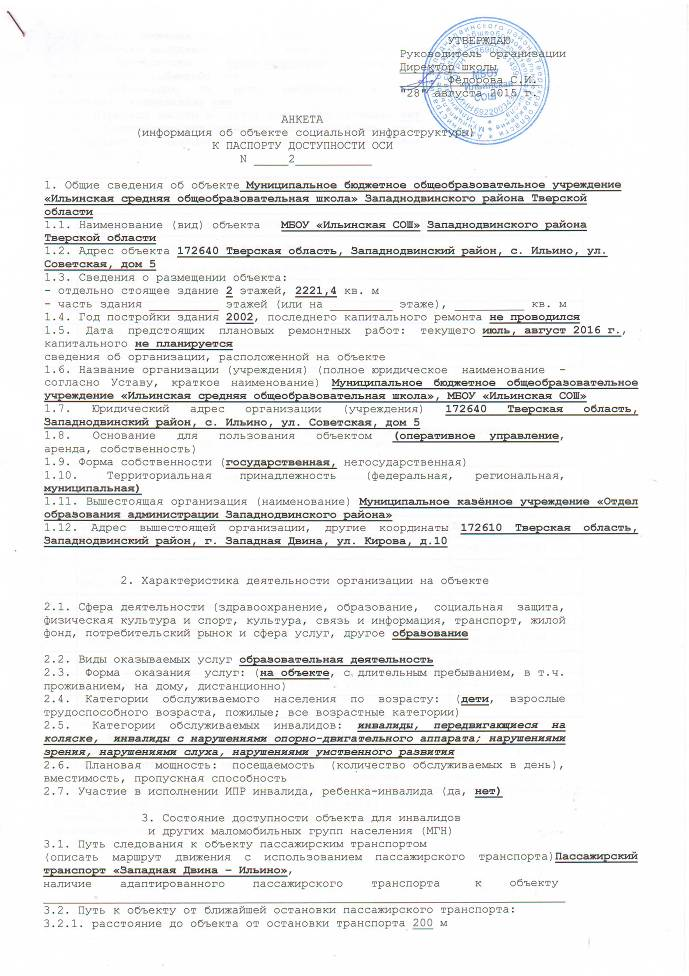 УТВЕРЖДАЮ
Руководитель организации
Директор школы
Фёдорова С.И.
"28" августа 2015 г.
МБОУ
"Ильинская
СОШ"
АНКЕТА
(информация об объекте социальной инфраструктуры)
К ПАСПОРТУ ДОСТУПНОСТИ ОСИ
N _____2___________
1. Общие сведения об объекте Муниципальное бюджетное общеобразовательное учреждение
«Ильинская средняя общеобразовательная школа» Западнодвинского района Тверской
области
1.1. Наименование (вид) объекта МБОУ «Ильинская СОШ» Западнодвинского района
Тверской области
1.2. Адрес объекта 172640 Тверская область, Западнодвинский район, с. Ильино, ул.
Советская, дом 5
1.3. Сведения о размещении объекта:
- отдельно стоящее здание 2 этажей, 2221,4 кв. м
- часть здания ___________ этажей (или на __________ этаже), __________ кв. м
1.4. Год постройки здания 2002, последнего капитального ремонта не проводился
1.5. Дата предстоящих плановых ремонтных работ: текущего июль, август 2016 г.,
капитального не планируется
сведения об организации, расположенной на объекте
1.6. Название организации (учреждения) (полное юридическое наименование -
согласно Уставу, краткое наименование) Муниципальное бюджетное общеобразовательное
учреждение «Ильинская средняя общеобразовательная школа», МБОУ «Ильинская СОШ»
1.7. Юридический адрес организации (учреждения) 172640 Тверская область,
Западнодвинский район, с. Ильино, ул. Советская, дом 5
1.8. Основание для пользования объектом (оперативное управление,
аренда, собственность)
1.9. Форма собственности (государственная, негосударственная)
1.10. Территориальная принадлежность (федеральная, региональная,
муниципальная)
1.11. Вышестоящая организация (наименование) Муниципальное казённое учреждение «Отдел
образования администрации Западнодвинского района»
1.12. Адрес вышестоящей организации, другие координаты 172610 Тверская область,
Западнодвинский район, г. Западная Двина, ул. Кирова, д.10
2. Характеристика деятельности организации на объекте
2.1. Сфера деятельности (здравоохранение, образование, социальная защита,
физическая культура и спорт, культура, связь и информация, транспорт, жилой
фонд, потребительский рынок и сфера услуг, другое образование
2.2. Виды оказываемых услуг образовательная деятельность
2.3. Форма оказания услуг: (на объекте, с длительным пребыванием, в т.ч.
проживанием, на дому, дистанционно)
2.4. Категории обслуживаемого населения по возрасту: (дети, взрослые
трудоспособного возраста, пожилые; все возрастные категории)
2.5. Категории обслуживаемых инвалидов: инвалиды, передвигающиеся на
коляске, инвалиды с нарушениями опорно-двигательного аппарата; нарушениями
зрения, нарушениями слуха, нарушениями умственного развития
2.6. Плановая мощность: посещаемость (количество обслуживаемых в день),
вместимость, пропускная способность
2.7. Участие в исполнении ИПР инвалида, ребенка-инвалида (да, нет)
3. Состояние доступности объекта для инвалидов
и других маломобильных групп населения (МГН)
3.1. Путь следования к объекту пассажирским транспортом
(описать маршрут движения с использованием пассажирского транспорта)Пассажирский
транспорт «Западная Двина – Ильино»,
наличие адаптированного пассажирского транспорта к объекту
3.2. Путь к объекту от ближайшей остановки пассажирского транспорта:
3.2.1. расстояние до объекта от остановки транспорта 200 м